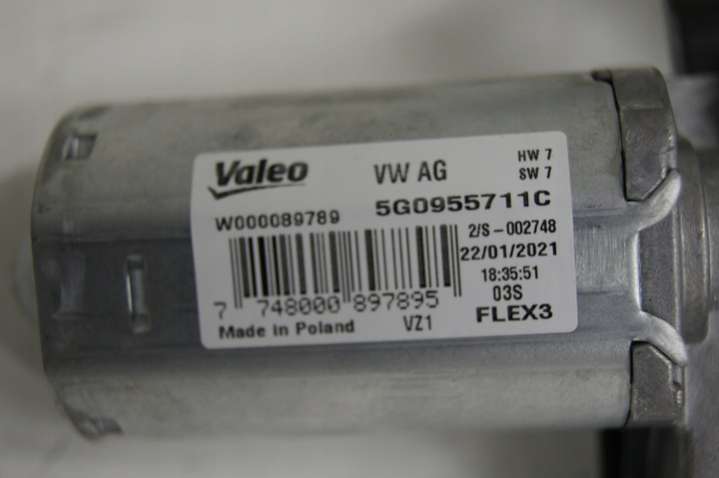 Valeo VW AG HW 7
SW 7
W000089789 5G0955711C
2/S-002748
22/01/2021
18:35:51
7 748000 897895 03S
Made in Poland VZ1 FLEX3